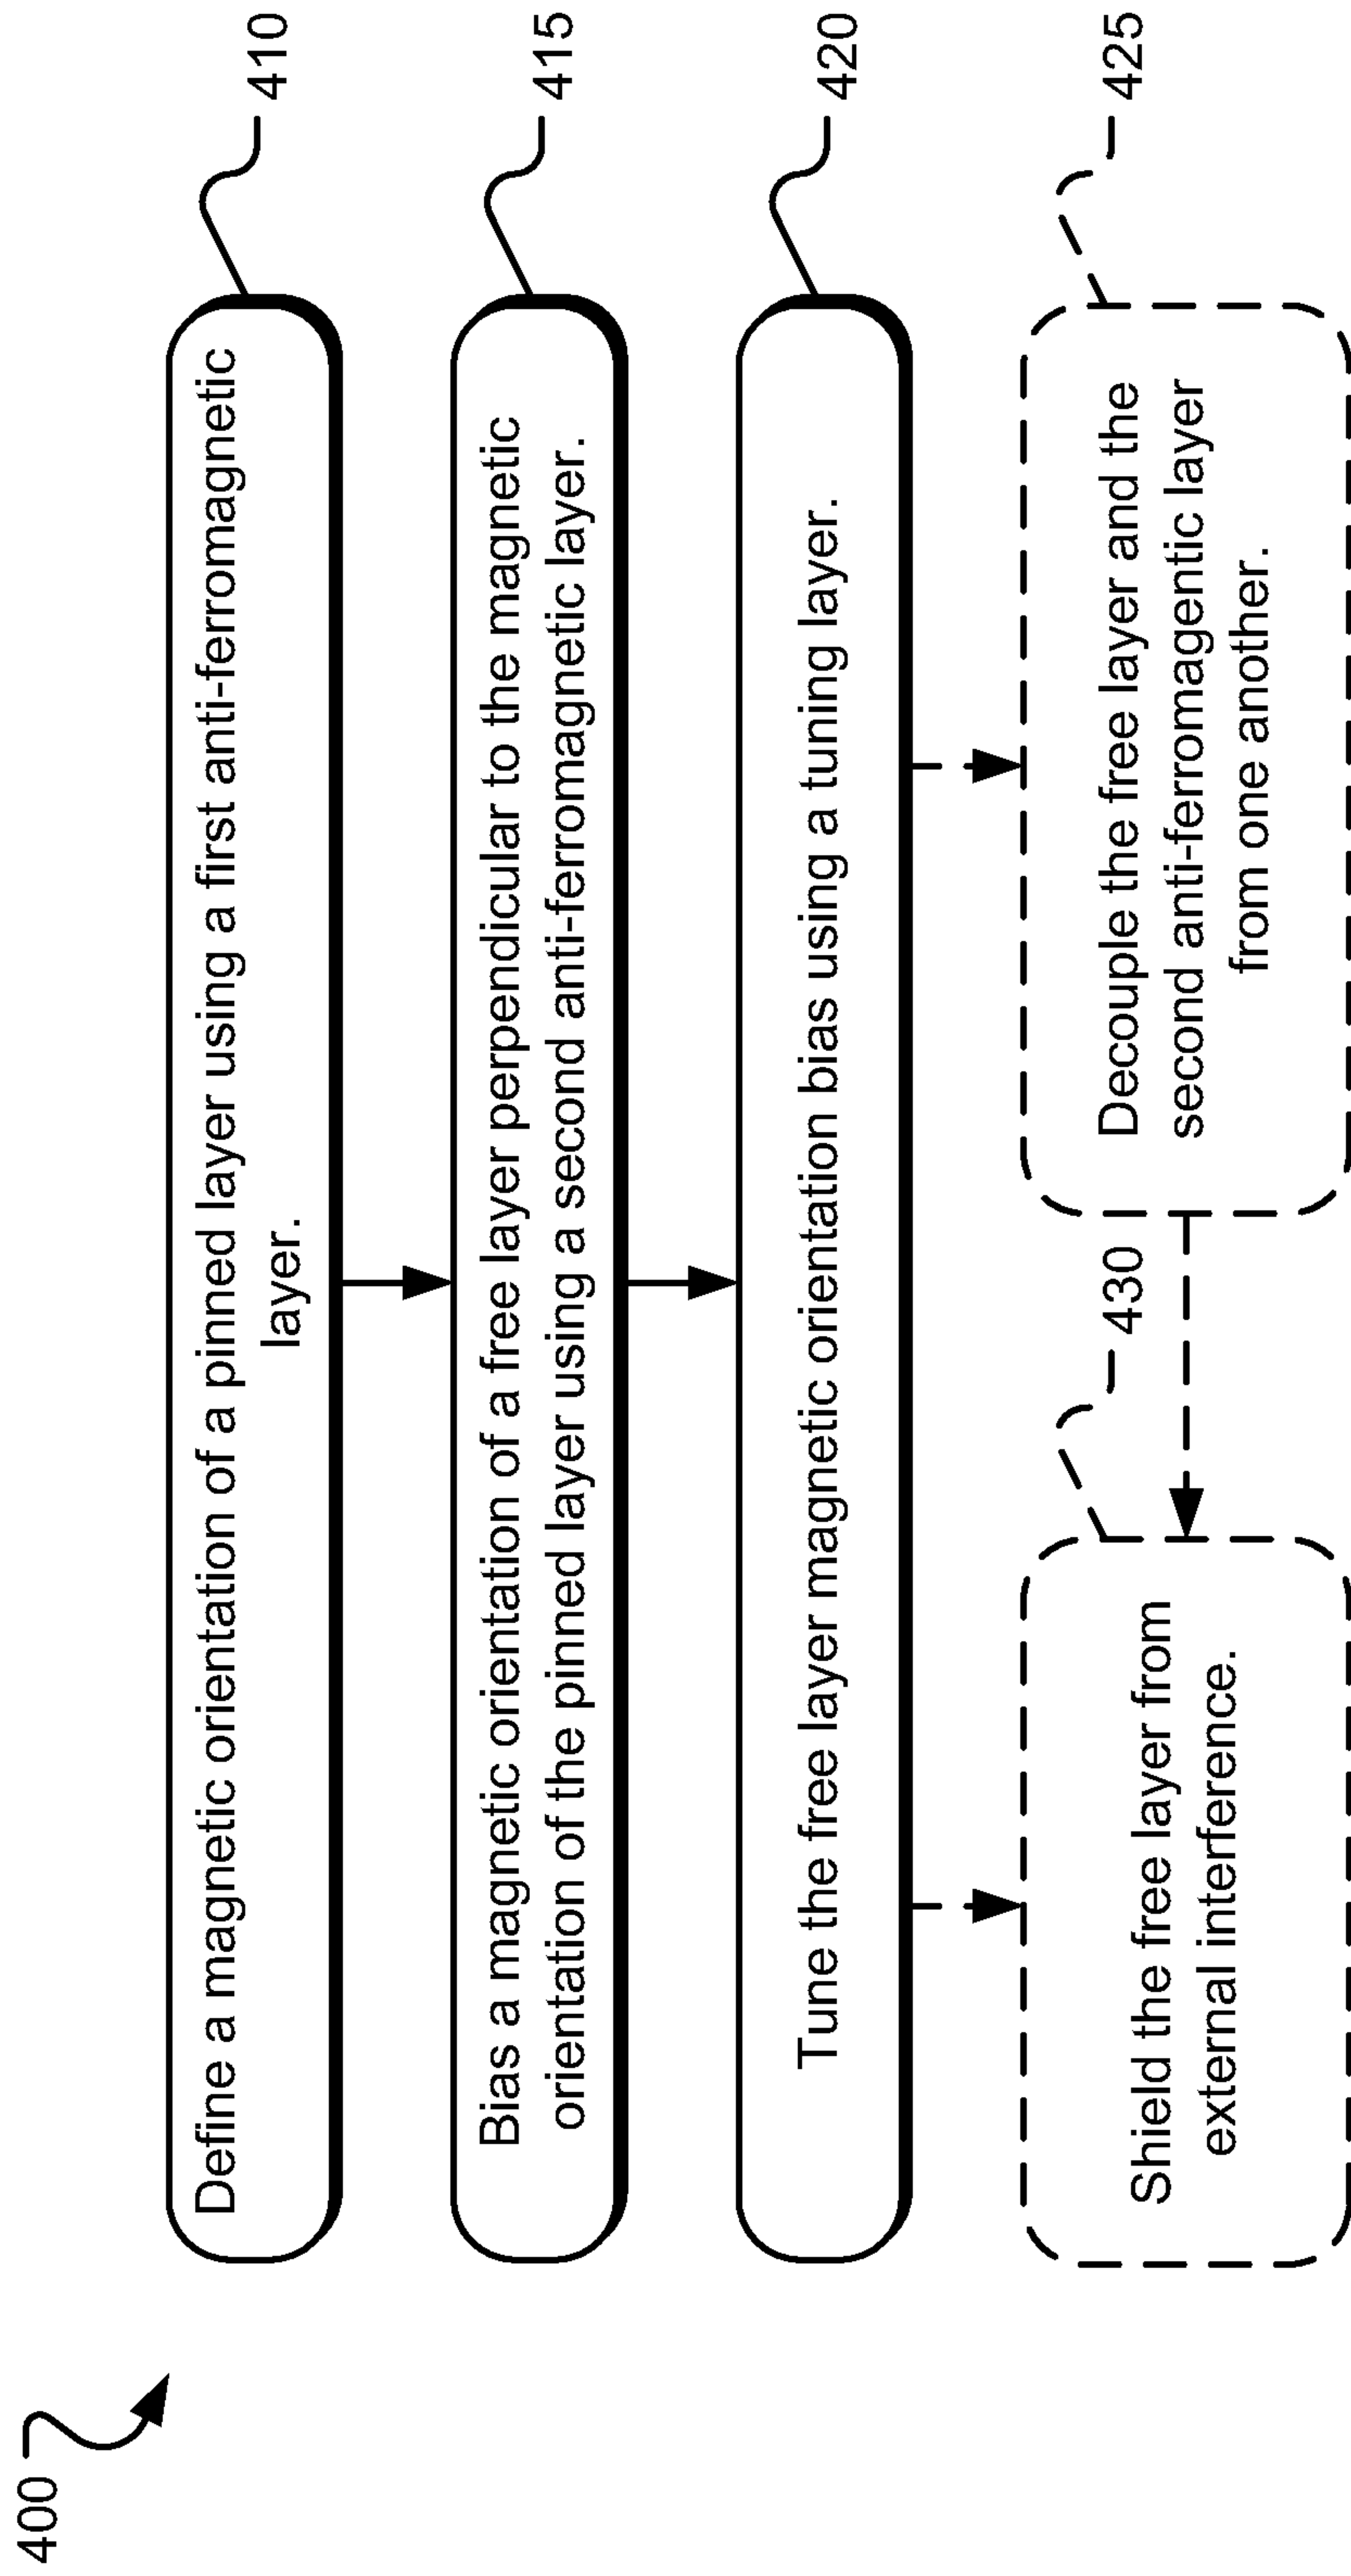 400
Define a magnetic orientation of a pinned layer using a first anti-ferromagnetic
layer.
410
Bias a magnetic orientation of a free layer perpendicular to the magnetic
orientation of the pinned layer using a second anti-ferromagnetic layer.
415
Tune the free layer magnetic orientation bias using a tuning layer.
420
Shield the free layer from
external interference.
430
Decouple the free layer and the
second anti-ferromagentic layer
from one another.
425